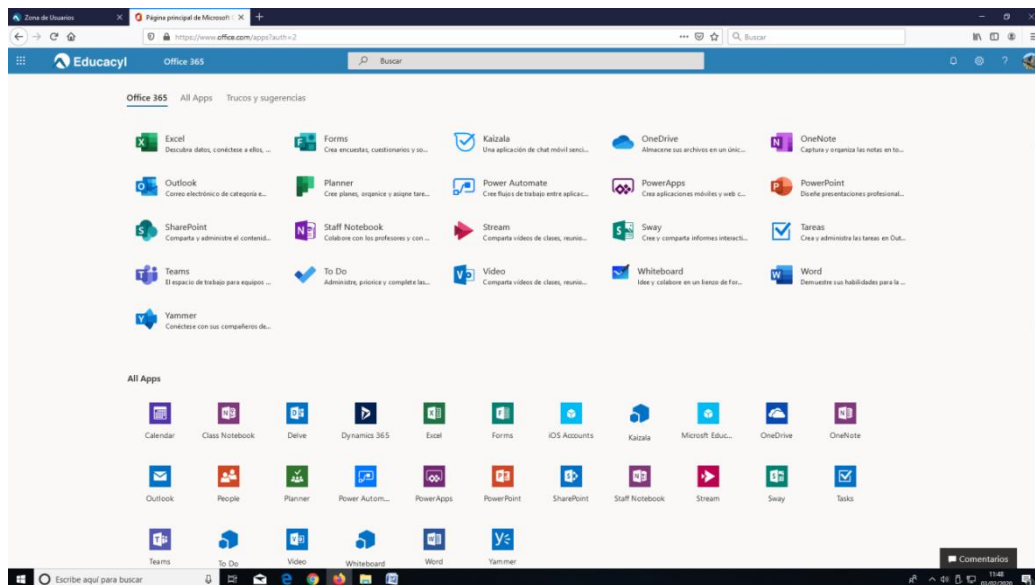 Zona de Usuarios
Página principal de Microsoft
https://www.office.com/apps?auth=2
Buscar
Educacyl
Office 365
Buscar
Office 365 All Apps Trucos y sugerencias
Excel
Descubra datos, conéctese a ellos, ...
Forms
Crea encuestas, cuestionarios y so...
Kaizala
Una aplicación de chat móvil senci...
OneDrive
Almacene sus archivos en un únic...
OneNote
Captura y organiza las notas en to...
Outlook
Correo electrónico de categoría e...
Planner
Cree planes, organice y asigne tare...
Power Automate
Cree flujos de trabajo entre aplicac...
PowerApps
Crea aplicaciones móviles y web c...
PowerPoint
Diseñe presentaciones profesional...
SharePoint
Comparta y administre el contenid...
Staff Notebook
Colabore con los profesores y con ...
Stream
Comparta vídeos de clases, reunio...
Sway
Cree y comparta informes interacti...
Tareas
Crea y administra las tareas en Out...
Teams
El espacio de trabajo para equipos ...
To Do
Administre, priorice y complete las...
Video
Comparta vídeos de clases, reunio...
Whiteboard
Idee y colabore en un lienzo de for...
Word
Demuestre sus habilidades para la ...
Yammer
Conéctese con sus compañeros de...
All Apps
Calendar Class Notebook Delve Dynamics 365 Excel Forms iOS Accounts Kaizala Microsft Educ... OneDrive OneNote
Outlook People Planner Power Autom... PowerApps PowerPoint SharePoint Staff Notebook Stream Sway Tasks
Teams To Do Video Whiteboard Word Yammer
Comentarios
Escribe aquí para buscar
11:48
03/02/2020